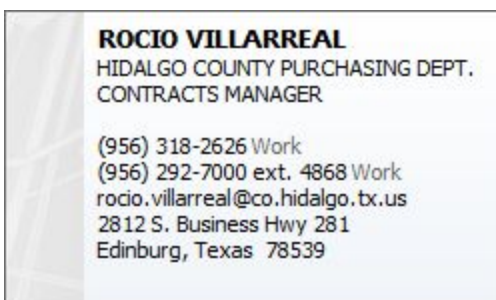 ROCIO VILLARREAL
HIDALGO COUNTY PURCHASING DEPT.
CONTRACTS MANAGER
(956) 318-2626 Work
(956) 292-7000 ext. 4868 Work
rocio.villarreal@co.hidalgo.tx.us
2812 S. Business Hwy 281
Edinburg, Texas  78539